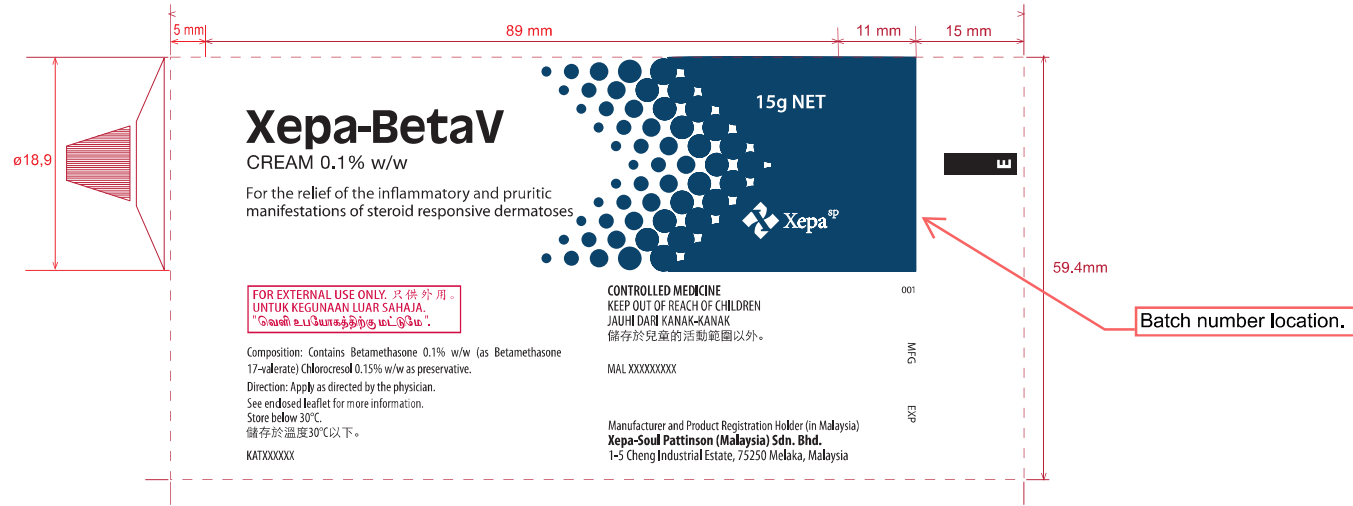 5 mm
89 mm
11 mm
15 mm
ø18,9
59.4mm
Xepa-BetaV
CREAM 0.1% w/w
For the relief of the inflammatory and pruritic
manifestations of steroid responsive dermatoses
15g NET
Xepa sp
E
FOR EXTERNAL USE ONLY. 只供外用。
UNTUK KEGUNAAN LUAR SAHAJA.
"வெளி உபயோகத்திற்கு மட்டுமே".
Composition: Contains Betamethasone 0.1% w/w (as Betamethasone
17-valerate) Chlorocresol 0.15% w/w as preservative.
Direction: Apply as directed by the physician.
See enclosed leaflet for more information.
Store below 30°C.
儲存於溫度30°C以下。
KATXXXXXX
CONTROLLED MEDICINE
KEEP OUT OF REACH OF CHILDREN
JAUHI DARI KANAK-KANAK
儲存於兒童的活動範圍以外。
MAL XXXXXXXXX
Manufacturer and Product Registration Holder (in Malaysia)
Xepa-Soul Pattinson (Malaysia) Sdn. Bhd.
1-5 Cheng Industrial Estate, 75250 Melaka, Malaysia
001
MFG
EXP
Batch number location.